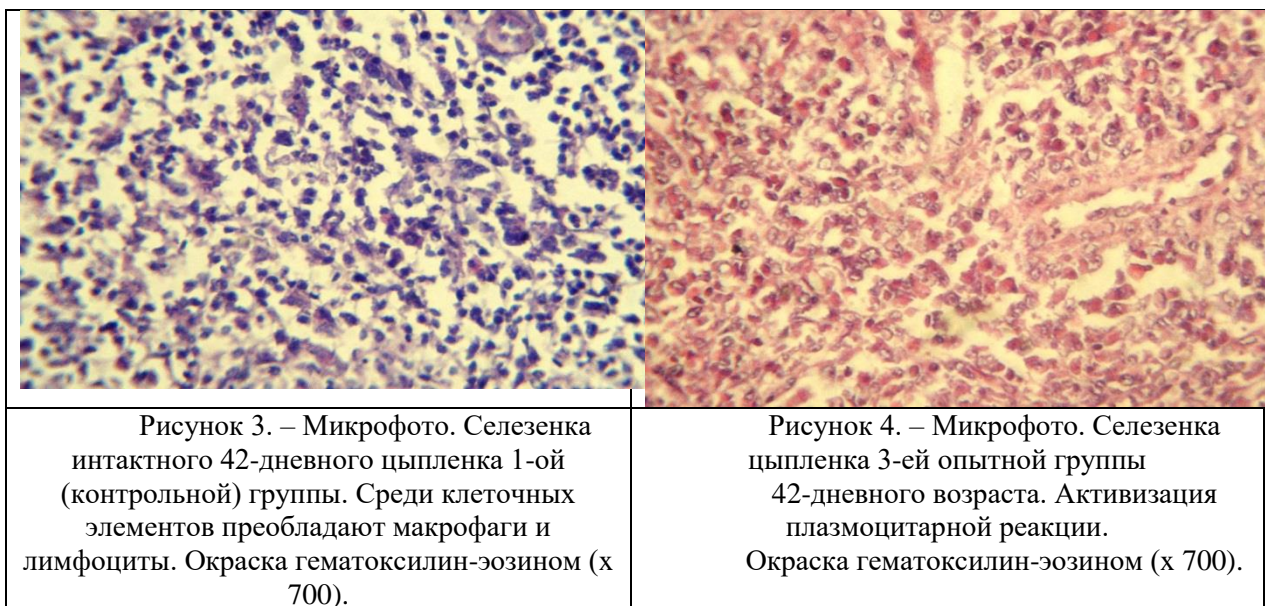 Рисунок 3. – Микрофото. Селезенка
интактного 42-дневного цыпленка 1-ой
(контрольной) группы. Среди клеточных
элементов преобладают макрофаги и
лимфоциты. Окраска гематоксилин-эозином (х
700).
Рисунок 4. – Микрофото. Селезенка
цыпленка 3-ей опытной группы
42-дневного возраста. Активизация
плазмоцитарной реакции.
Окраска гематоксилин-эозином (х 700).